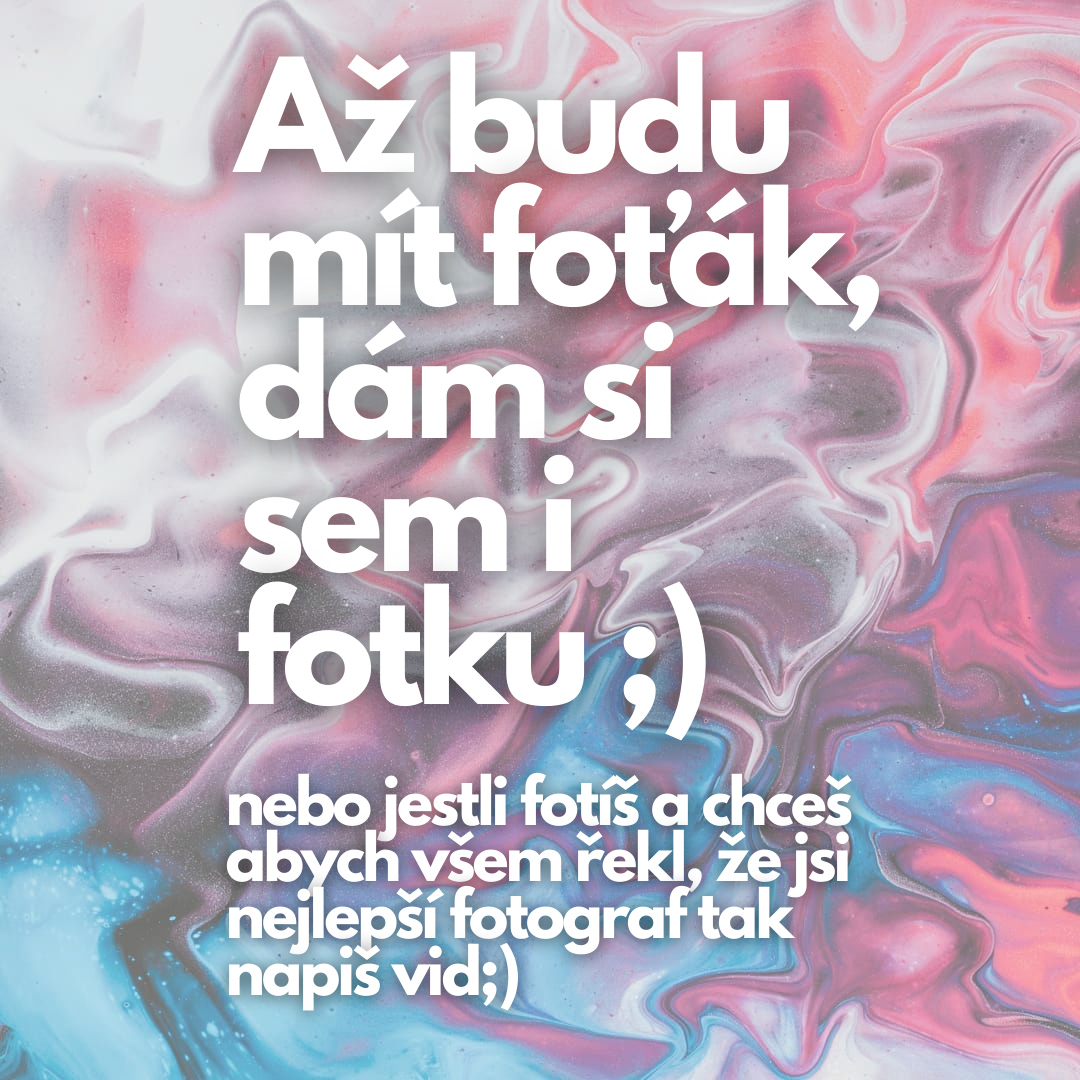 Až budu
mít foťák,
dám si
sem i
fotku ;)
nebo jestli fotíš a chceš
abych všem řekl, že jsi
nejlepší fotograf tak
napiš vid;)